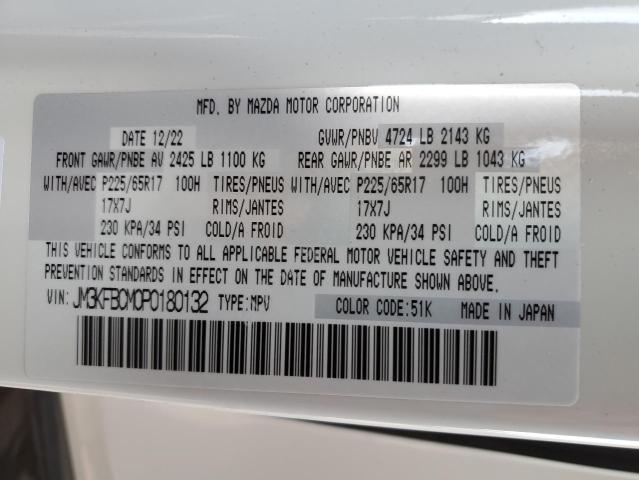 MFD. BY MAZDA MOTOR CORPORATION
DATE 12/22 GVWR/PNBV 4724 LB 2143 KG
FRONT GAWR/PNBE AV 2425 LB 1100 KG REAR GAWR/PNBE AR 2299 LB 1043 KG
WITH/AVEC P225/65R17 100H TIRES/PNEUS WITH/AVEC P225/65R17 100H TIRES/PNEUS
17X7J RIMS/JANTES 17X7J RIMS/JANTES
230 KPA/34 PSI COLD/A FROID 230 KPA/34 PSI COLD/A FROID
THIS VEHICLE CONFORMS TO ALL APPLICABLE FEDERAL MOTOR VEHICLE SAFETY AND THEFT
PREVENTION STANDARDS IN EFFECT ON THE DATE OF MANUFACTURE SHOWN ABOVE.
VIN: JM3KFBCM0P0180132 TYPE:MPV COLOR CODE:51K MADE IN JAPAN